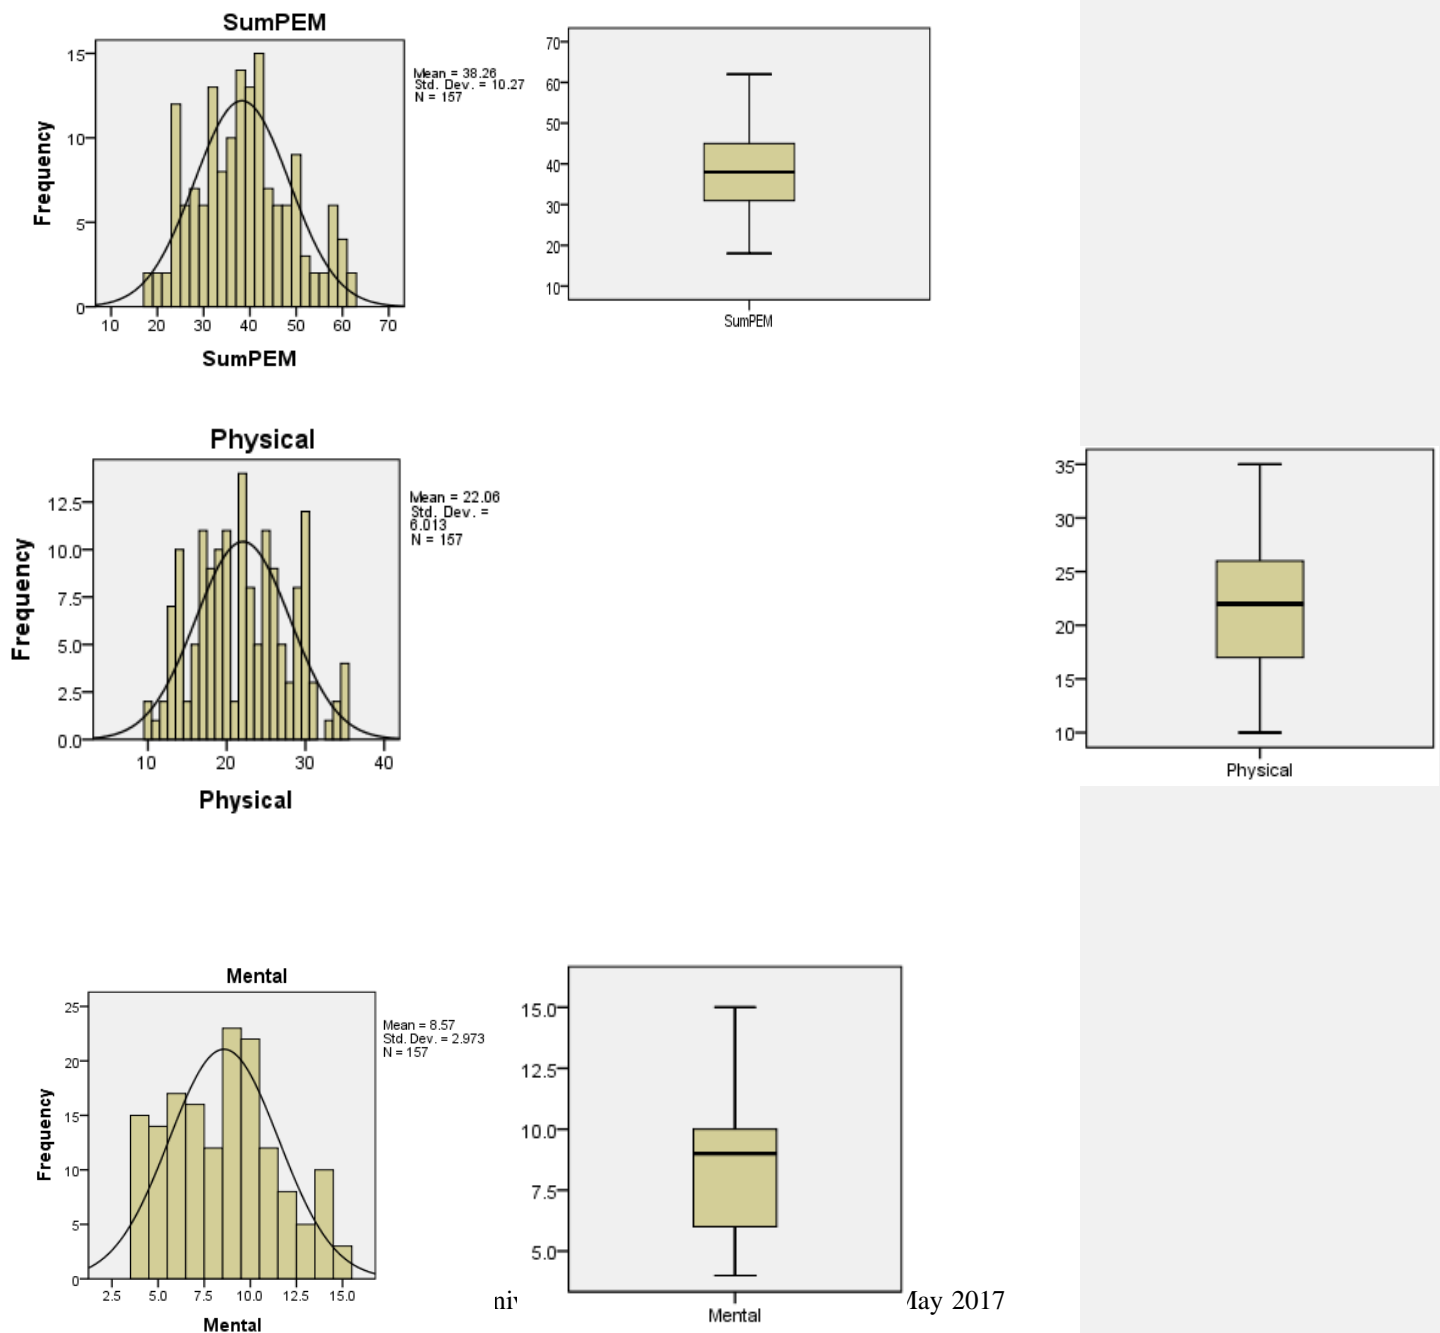 SumPEM
15
10
5
0
Frequency
10 20 30 40 50 60 70
SumPEM
Mean = 38.26
Std. Dev. = 10.27
N = 157
70
60
50
40
30
20
10
SumPEM
Physical
12.5
10.0
7.5
5.0
2.5
0.0
Frequency
10 20 30 40
Physical
Mean = 22.06
Std. Dev. =
6.013
N = 157
35
30
25
20
15
10
Physical
Mental
25
20
15
10
5
0
Frequency
2.5 5.0 7.5 10.0 12.5 15.0
Mental
Mean = 8.57
Std. Dev. = 2.973
N = 157
15.0
12.5
10.0
7.5
5.0
Mental
2017